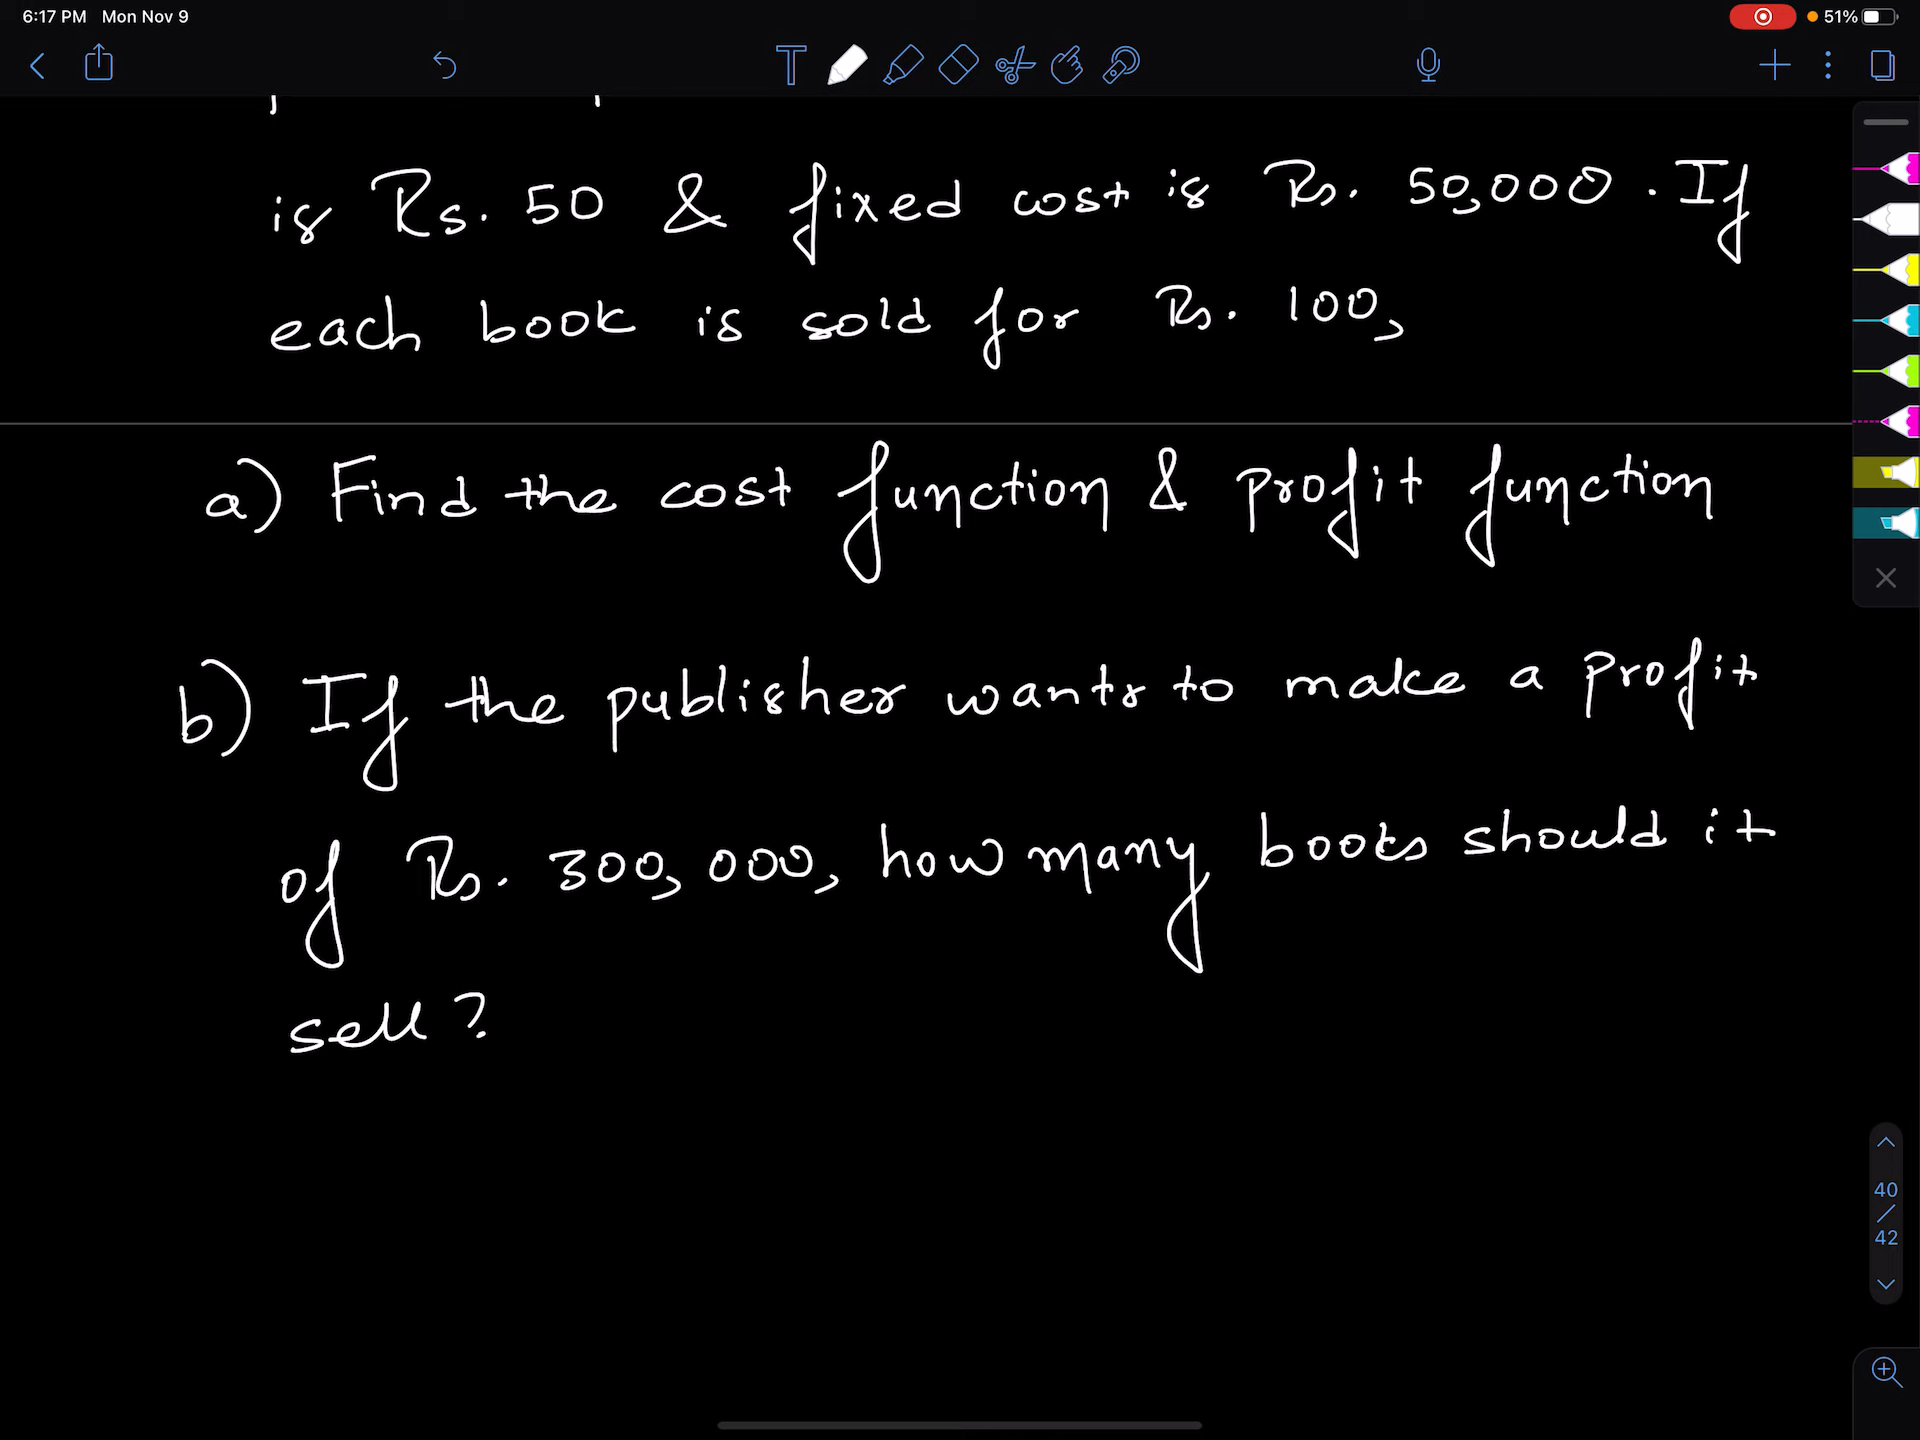 6:17 PM Mon Nov 9
51%
is Rs. 50 & fixed cost is Rs. 50,000. If
each book is sold for Rs. 100,
a) Find the cost function & profit function
b) If the publisher wants to make a profit
of Rs. 300,000, how many books should it
sell?
40
/
42